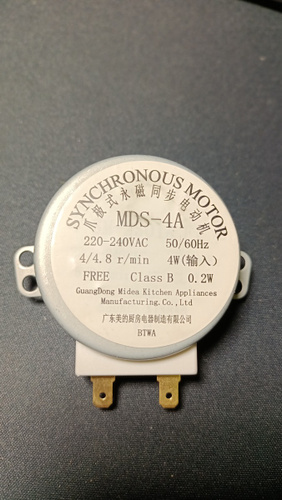 SYNCHRONOUS MOTOR
爪极式永磁同步电动机
MDS-4A
220-240VAC 50/60Hz
4/4.8 r/min 4W(输入)
FREE Class B 0.2W
GuangDong Midea Kitchen Appliances
Manufacturing.Co.,Ltd
广东美的厨房电器制造有限公司
BTWA